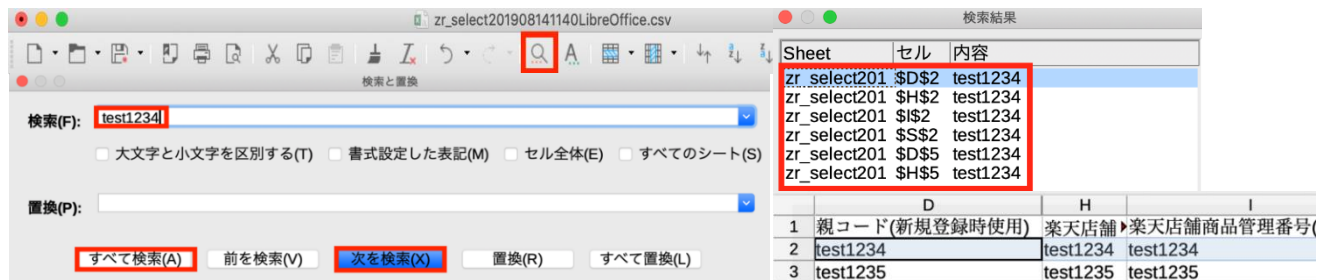 zr_select201908141140LibreOffice.csv
検索と置換
検索(F):
test1234
大文字と小文字を区別する(T)
書式設定した表記(M)
セル全体(E)
すべてのシート(S)
置換(P):
すべて検索(A)
前を検索(V)
次を検索(X)
置換(R)
すべて置換(L)
検索結果
Sheet セル 内容
zr_select201 $D$2 test1234
zr_select201 $H$2 test1234
zr_select201 $I$2 test1234
zr_select201 $S$2 test1234
zr_select201 $D$5 test1234
zr_select201 $H$5 test1234
D H I
1 親コード(新規登録時使用) 楽天店舗 楽天店舗商品管理番号(
2 test1234 test1234 test1234
3 test1235 test1235 test1235